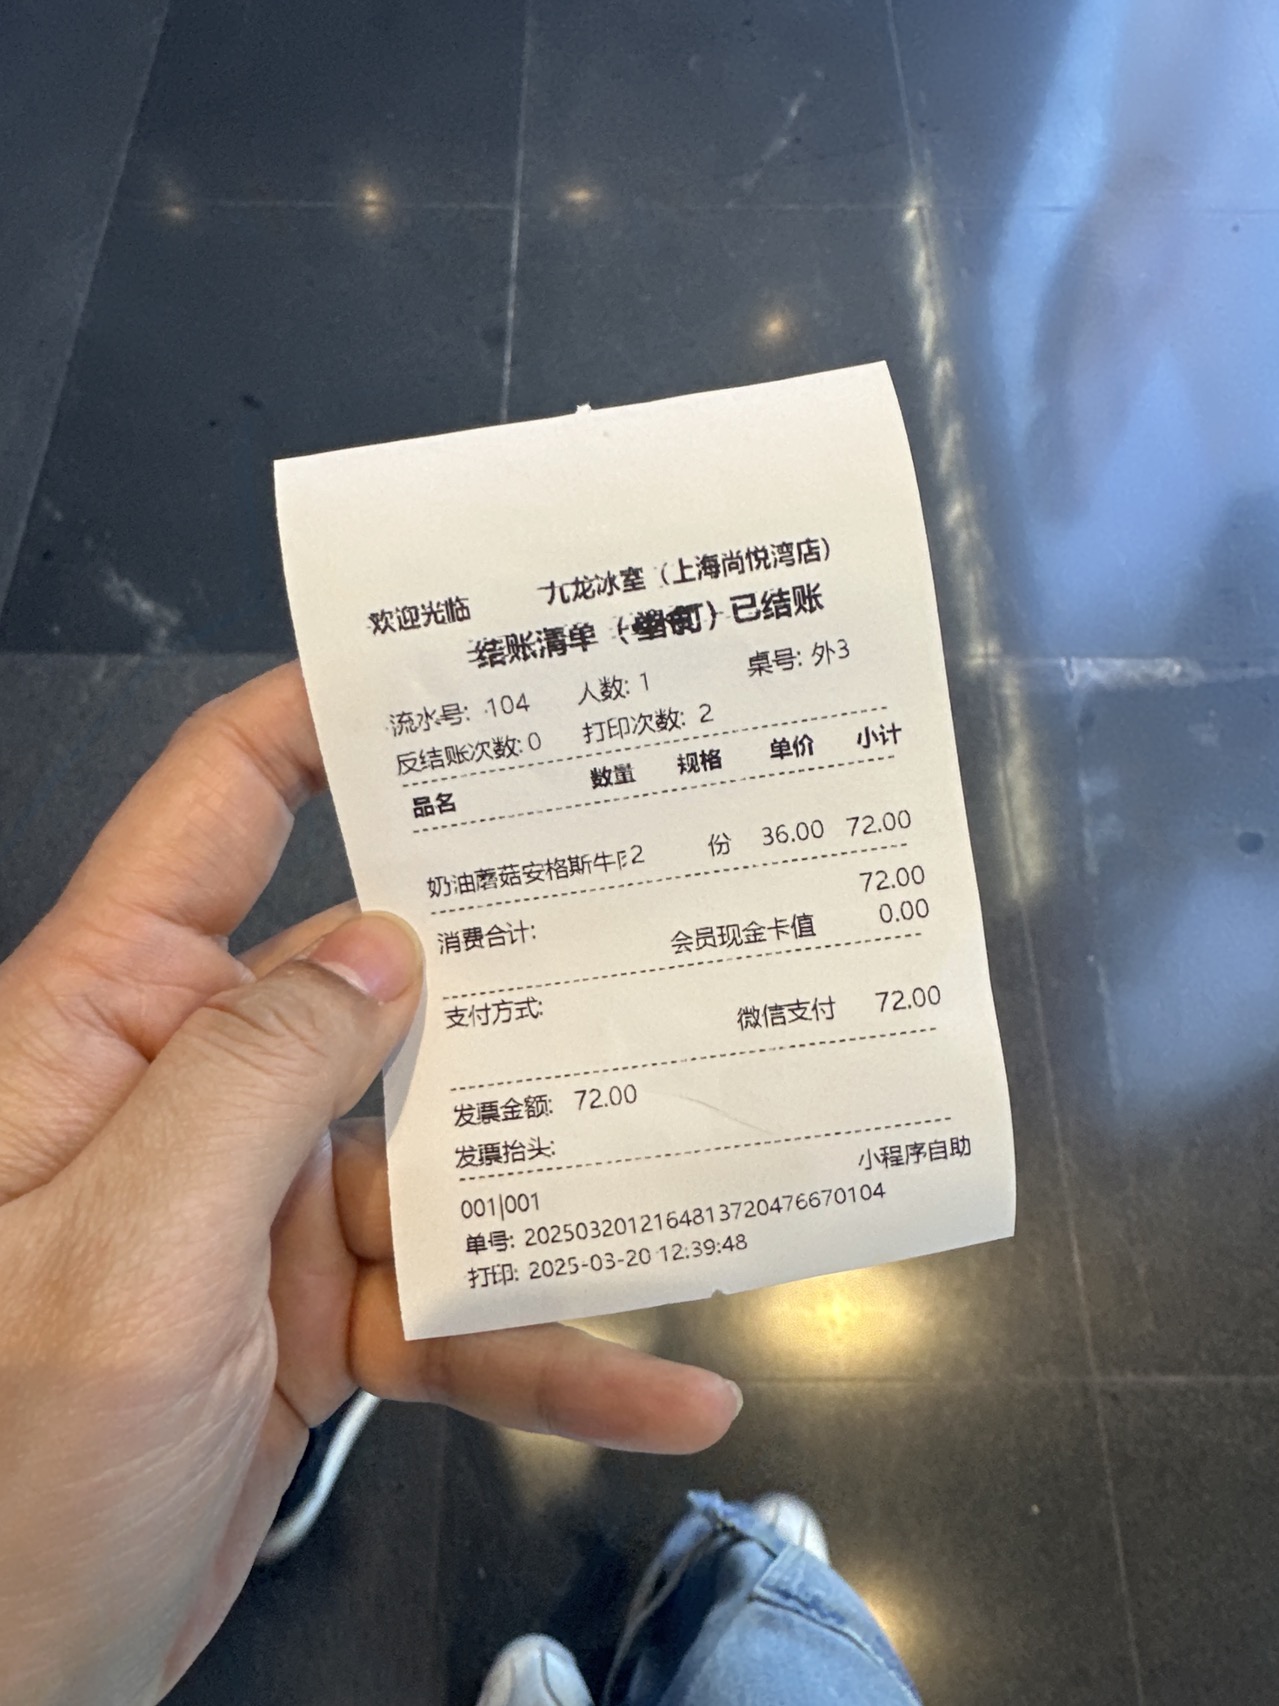 欢迎光临 九龙冰室（上海尚悦湾店）
结账清单（ ）已结账
流水号: 104 人数: 1 桌号: 外3
反结账次数: 0 打印次数: 2
品名 数量 规格 单价 小计
奶油蘑菇安格斯牛 2 份 36.00 72.00
消费合计: 72.00
会员现金卡值 0.00
支付方式:
微信支付 72.00
发票金额: 72.00
发票抬头:
001|001 小程序自助
单号: 20250320121648137204766​70104
打印: 2025-03-20 12:39:48